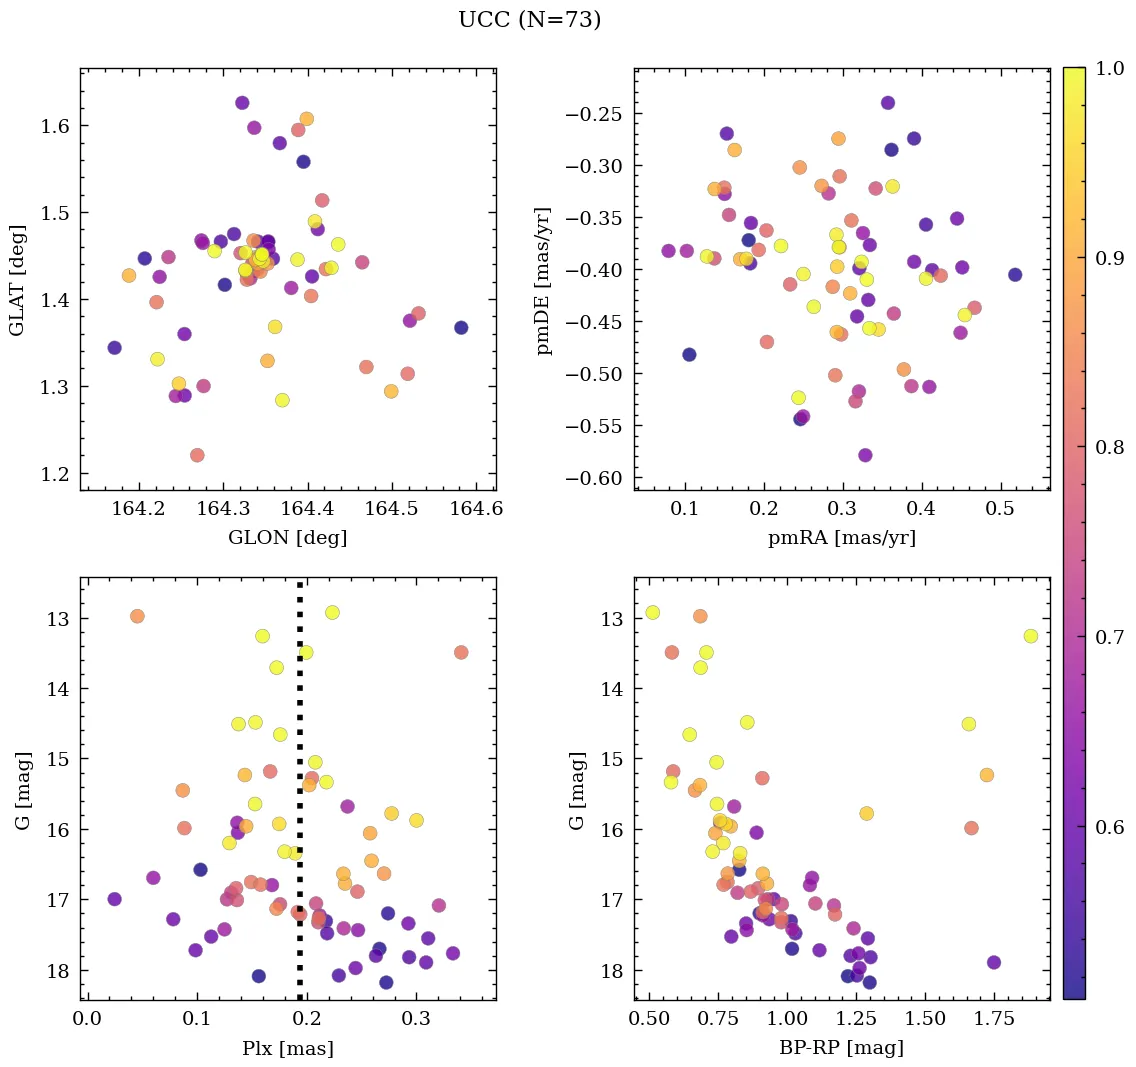 UCC (N=73)
1.6
1.5
1.4
1.3
1.2
GLAT [deg]
164.2 164.3 164.4 164.5 164.6
GLON [deg]
−0.25
−0.30
−0.35
−0.40
−0.45
−0.50
−0.55
−0.60
pmDE [mas/yr]
0.1 0.2 0.3 0.4 0.5
pmRA [mas/yr]
13
14
15
16
17
18
G [mag]
0.0 0.1 0.2 0.3
Plx [mas]
13
14
15
16
17
18
G [mag]
0.50 0.75 1.00 1.25 1.50 1.75
BP-RP [mag]
1.0
0.9
0.8
0.7
0.6